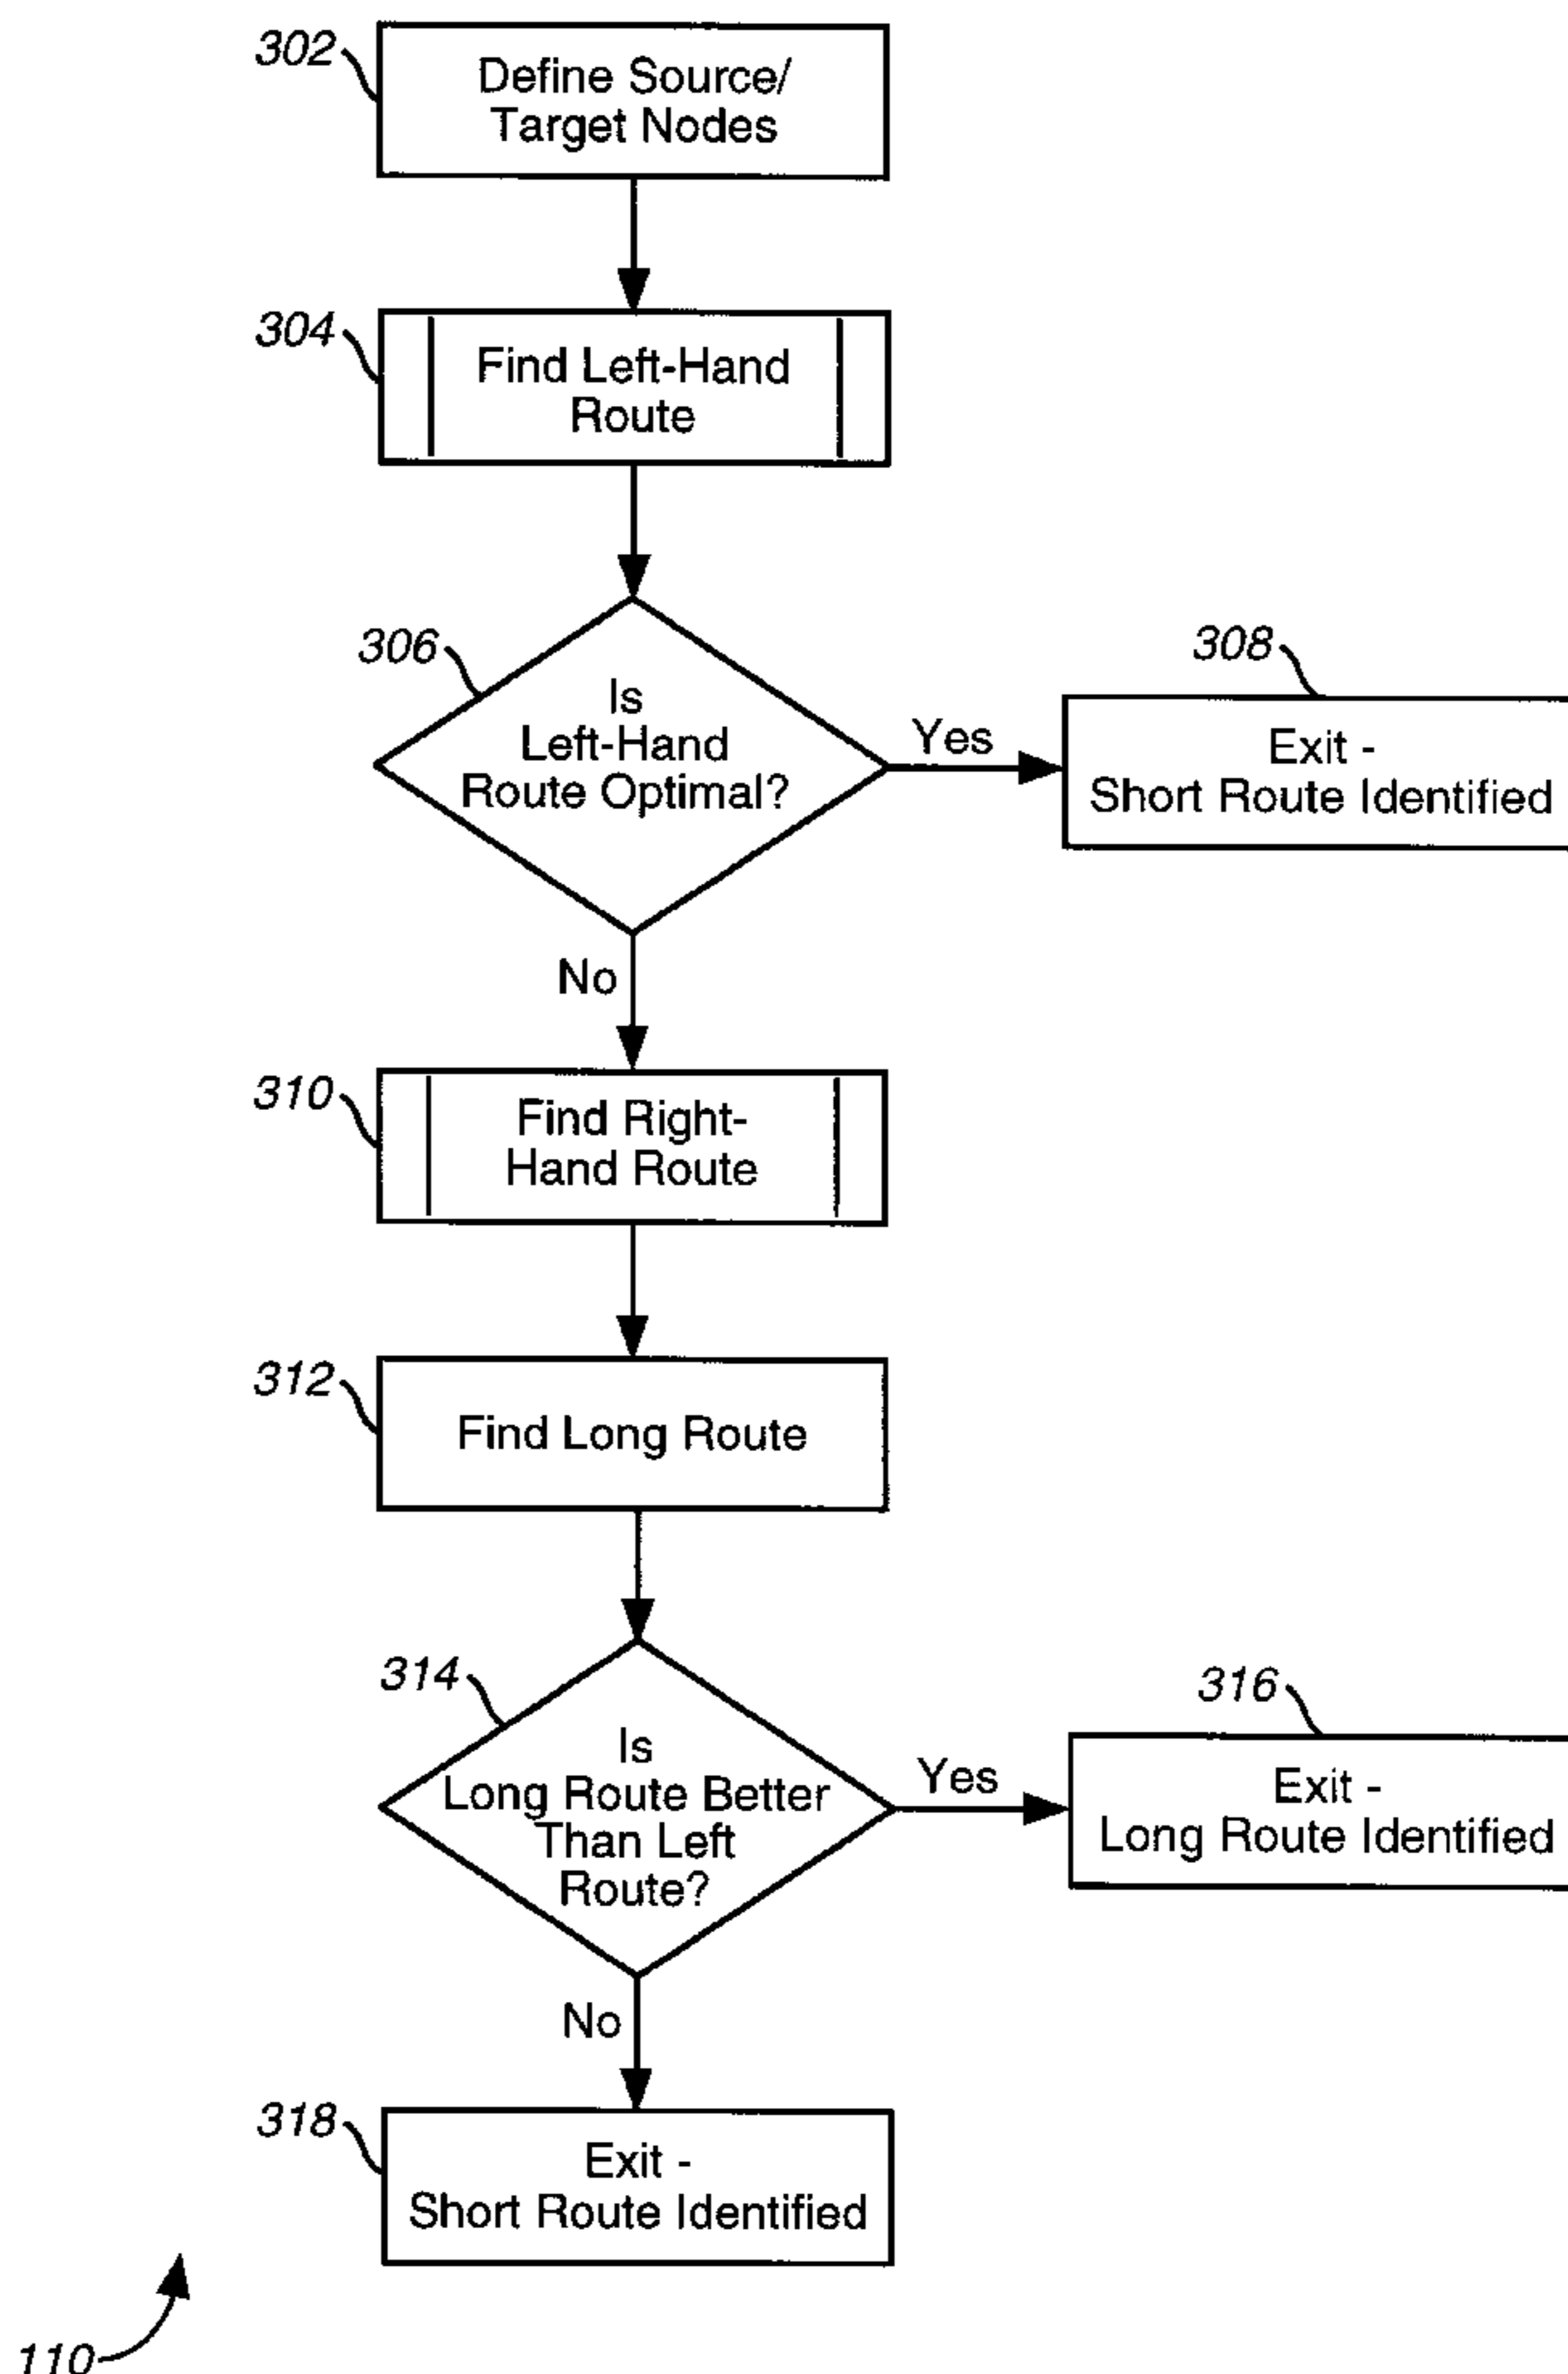 302
Define Source/
Target Nodes
304
Find Left-Hand
Route
306
Is
Left-Hand
Route Optimal?
Yes
308
Exit -
Short Route Identified
No
310
Find Right-
Hand Route
312
Find Long Route
314
Is
Long Route Better
Than Left
Route?
Yes
316
Exit -
Long Route Identified
No
318
Exit -
Short Route Identified
110